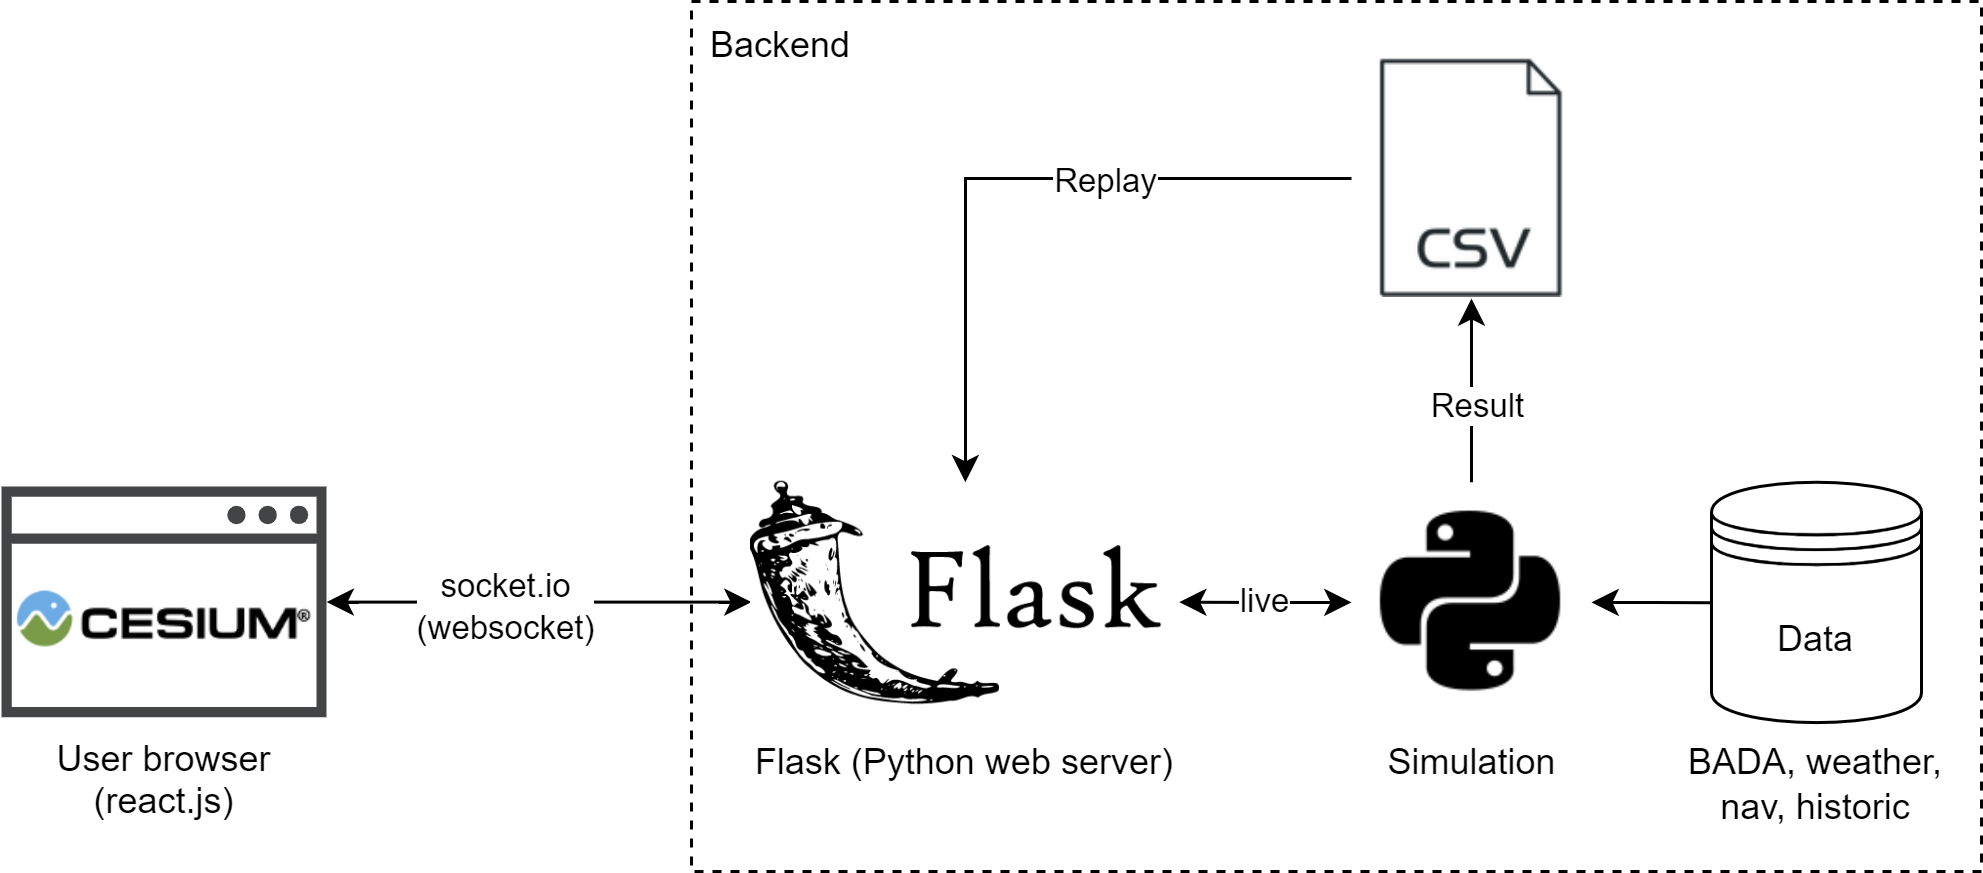 Backend
CSV
Replay
Result
CESIUM®
socket.io
(websocket)
Flask
live
Data
User browser
(react.js)
Flask (Python web server)
Simulation
BADA, weather,
nav, historic